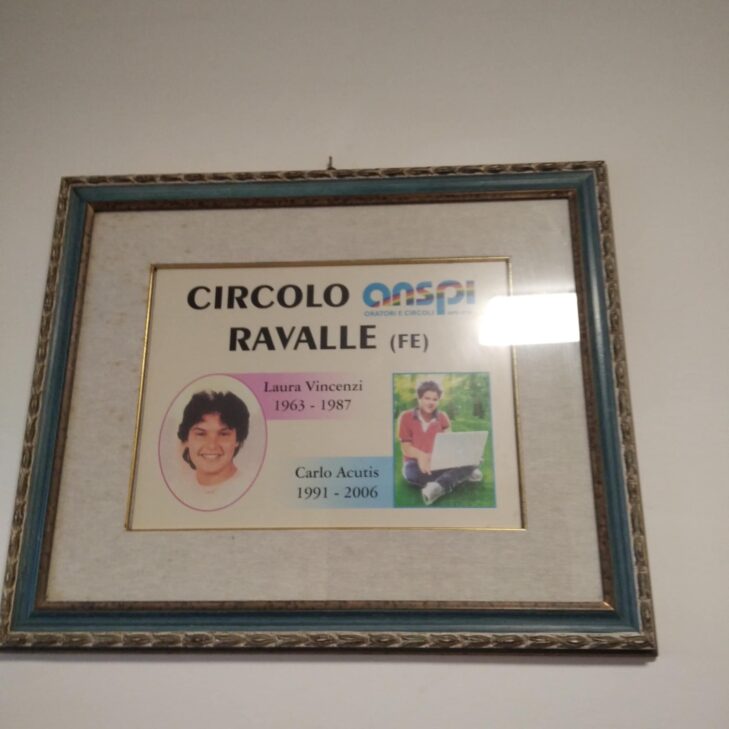 CIRCOLO anspi
ORATORI E CIRCOLI
RAVALLE (FE)
Laura Vincenzi
1963 - 1987
Carlo Acutis
1991 - 2006